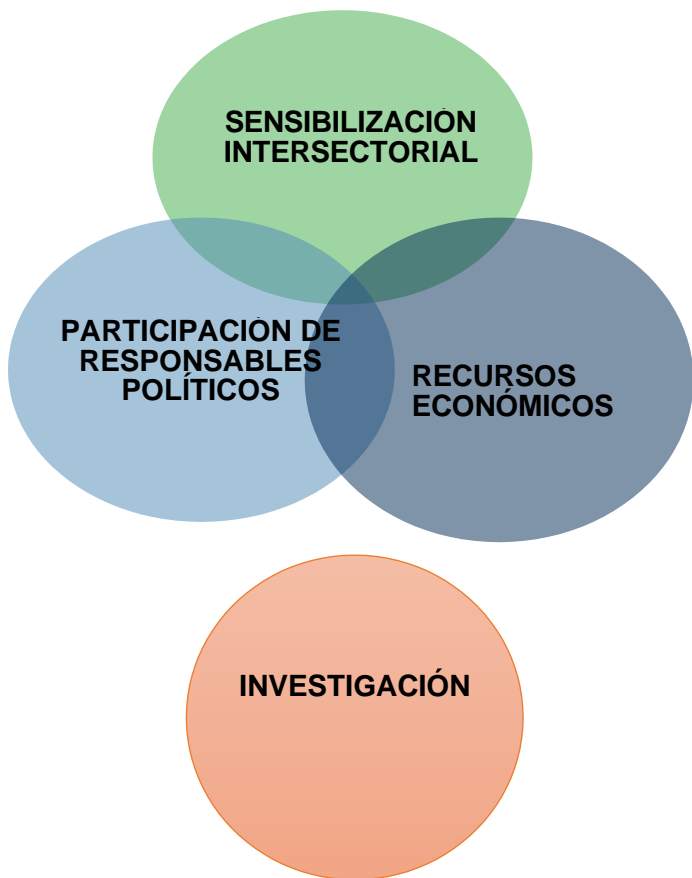 SENSIBILIZACIÓN
INTERSECTORIAL
PARTICIPACIÓN DE
RESPONSABLES
POLÍTICOS
RECURSOS
ECONÓMICOS
INVESTIGACIÓN